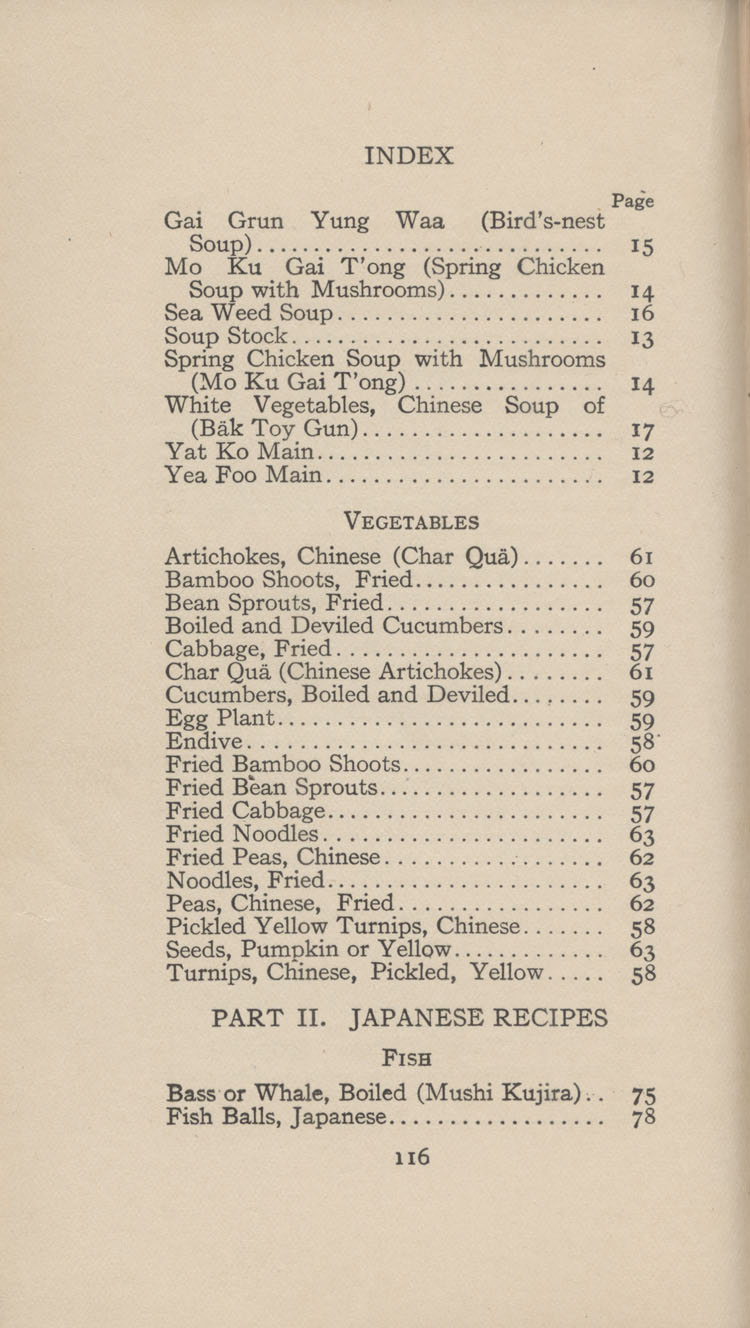 INDEX
Page
Gai Grun Yung Waa (Bird's-nest
Soup).............................. 15
Mo Ku Gai T'ong (Spring Chicken
Soup with Mushrooms)............. 14
Sea Weed Soup....................... 16
Soup Stock........................... 13
Spring Chicken Soup with Mushrooms
(Mo Ku Gai T'ong) ................ 14
White Vegetables, Chinese Soup of
(Bäk Toy Gun)..................... 17
Yat Ko Main......................... 12
Yea Foo Main........................ 12
VEGETABLES
Artichokes, Chinese (Char Quä)....... 61
Bamboo Shoots, Fried................ 60
Bean Sprouts, Fried................... 57
Boiled and Deviled Cucumbers........ 59
Cabbage, Fried....................... 57
Char Quä (Chinese Artichokes)........ 61
Cucumbers, Boiled and Deviled........ 59
Egg Plant............................ 59
Endive............................... 58
Fried Bamboo Shoots................. 60
Fried Bean Sprouts................... 57
Fried Cabbage........................ 57
Fried Noodles........................ 63
Fried Peas, Chinese................... 62
Noodles, Fried........................ 63
Peas, Chinese, Fried.................. 62
Pickled Yellow Turnips, Chinese....... 58
Seeds, Pumpkin or Yellow............. 63
Turnips, Chinese, Pickled, Yellow..... 58
PART II. JAPANESE RECIPES
FISH
Bass or Whale, Boiled (Mushi Kujira).. 75
Fish Balls, Japanese................... 78
116